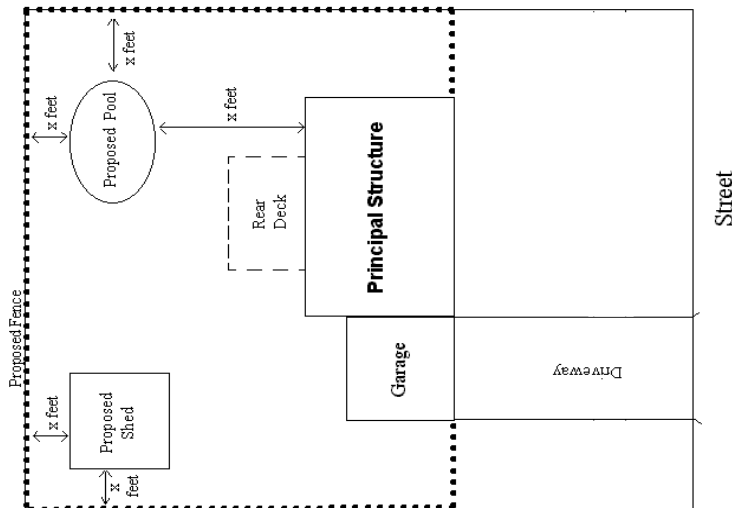 Proposed Fence
x feet
x feet
Proposed Pool
x feet
Rear
Deck
Principal Structure
x feet
Proposed
Shed
x
feet
Garage
Driveway
Street